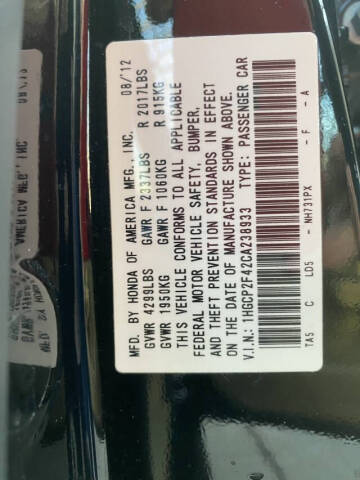 MFD. BY HONDA OF AMERICA MFG., INC. 08/'12
GVWR 4299LBS GAWR F 2337LBS R 2017LBS
GVWR 1950KG GAWR F 1060KG R 915KG
THIS VEHICLE CONFORMS TO ALL APPLICABLE
FEDERAL MOTOR VEHICLE SAFETY, BUMPER,
AND THEFT PREVENTION STANDARDS IN EFFECT
ON THE DATE OF MANUFACTURE SHOWN ABOVE.
V.I.N.: 1HGCP2F42CA238933 TYPE: PASSENGER CAR
TA5 C LD5 - NH731PX - F - A